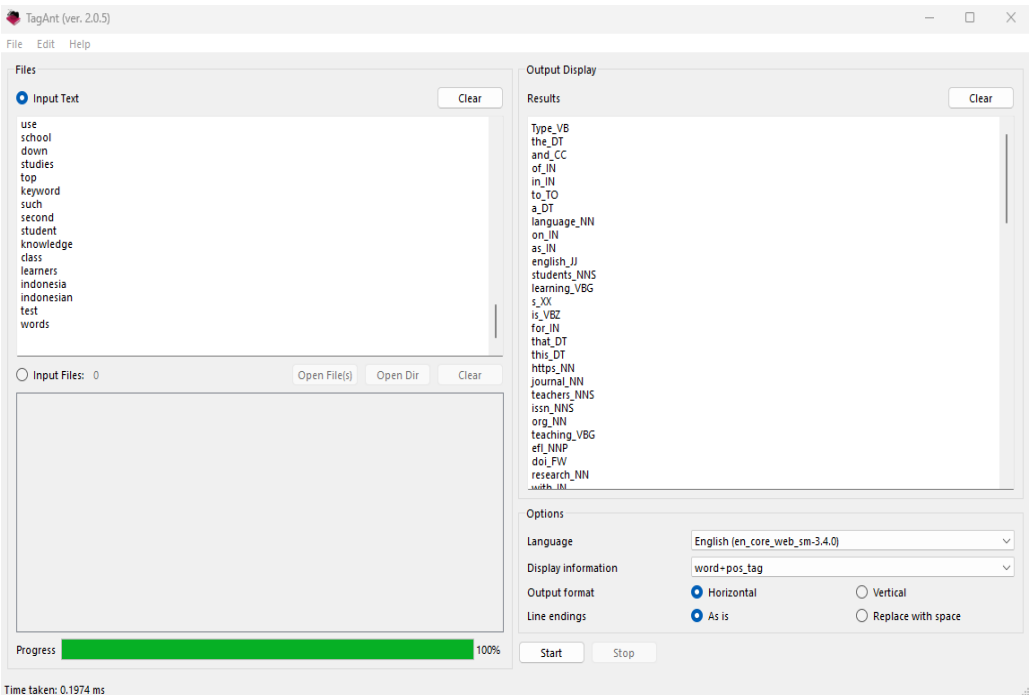 TagAnt (ver. 2.0.5)
File Edit Help
Files
Input Text
Clear
use
school
down
studies
top
keyword
such
second
student
knowledge
class
learners
indonesia
indonesian
test
words
Input Files: 0
Open File(s)
Open Dir
Clear
Progress
100%
Time taken: 0.1974 ms
Output Display
Results
Clear
Type_VB
the_DT
and_CC
of_IN
in_IN
to_TO
a_DT
language_NN
on_IN
as_IN
english_JJ
students_NNS
learning_VBG
s_XX
is_VBZ
for_IN
that_DT
this_DT
https_NN
journal_NN
teachers_NNS
issn_NNS
org_NN
teaching_VBG
efl_NNP
doi_FW
research_NN
with_IN
Options
Language
English (en_core_web_sm-3.4.0)
Display information
word+pos_tag
Output format
Horizontal
Vertical
Line endings
As is
Replace with space
Start
Stop